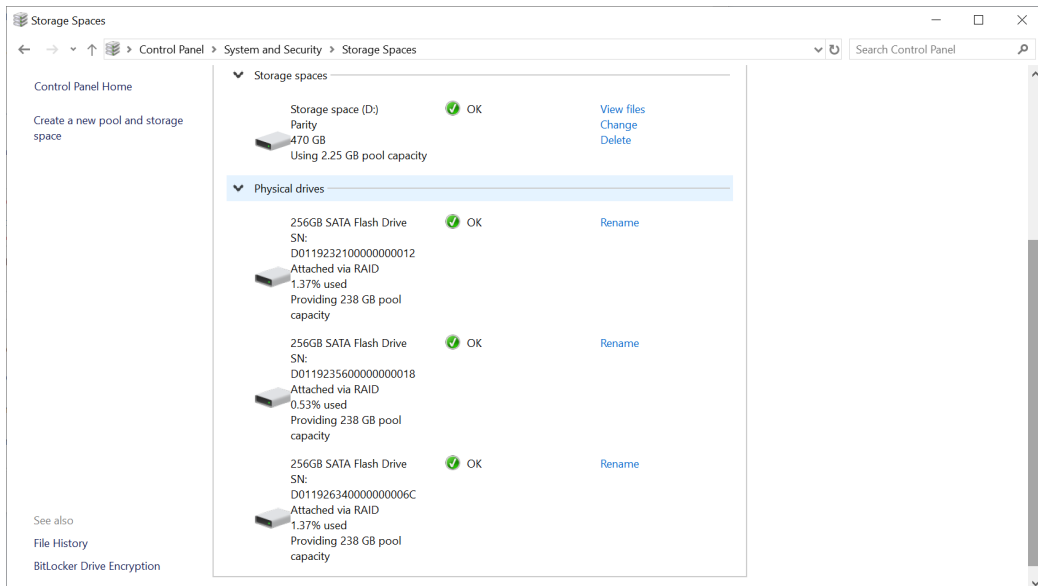 Storage Spaces
Control Panel > System and Security > Storage Spaces
Search Control Panel
Control Panel Home
Create a new pool and storage
space
Storage spaces
Storage space (D:)
OK
View files
Parity
Change
470 GB
Delete
Using 2.25 GB pool capacity
Physical drives
256GB SATA Flash Drive
OK
Rename
SN:
D0119232100000000012
Attached via RAID
1.37% used
Providing 238 GB pool
capacity
256GB SATA Flash Drive
OK
Rename
SN:
D0119235600000000018
Attached via RAID
0.53% used
Providing 238 GB pool
capacity
256GB SATA Flash Drive
OK
Rename
SN:
D011926340000000006C
Attached via RAID
1.37% used
Providing 238 GB pool
capacity
See also
File History
BitLocker Drive Encryption